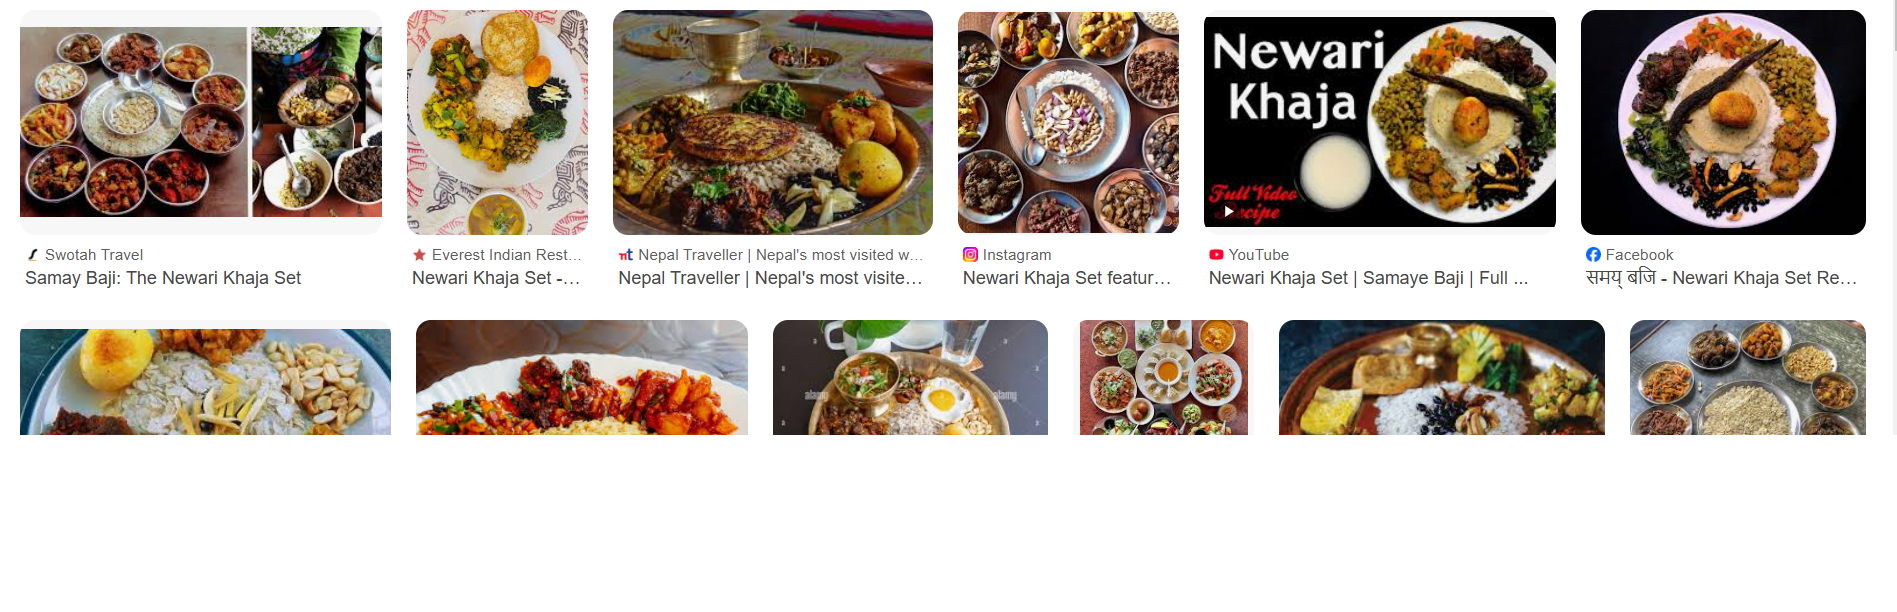 Newari
Khaja
Full Video
Recipe
Swotah Travel
Samay Baji: The Newari Khaja Set
Everest Indian Rest...
Newari Khaja Set -...
Nepal Traveller | Nepal's most visited w...
Nepal Traveller | Nepal's most visite...
Instagram
Newari Khaja Set featur...
YouTube
Newari Khaja Set | Samaye Baji | Full ...
Facebook
समय् बजि - Newari Khaja Set Re...
alamy
alamy